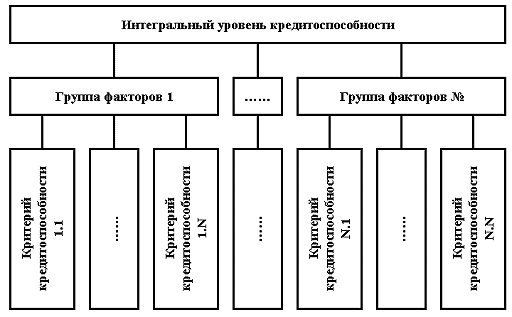 Интегральный уровень кредитоспособности
Группа факторов 1
......
Группа факторов №
Критерий
кредитоспособности
1.1
......
Критерий
кредитоспособности
1.N
......
Критерий
кредитоспособности
N.1
......
Критерий
кредитоспособности
N.N